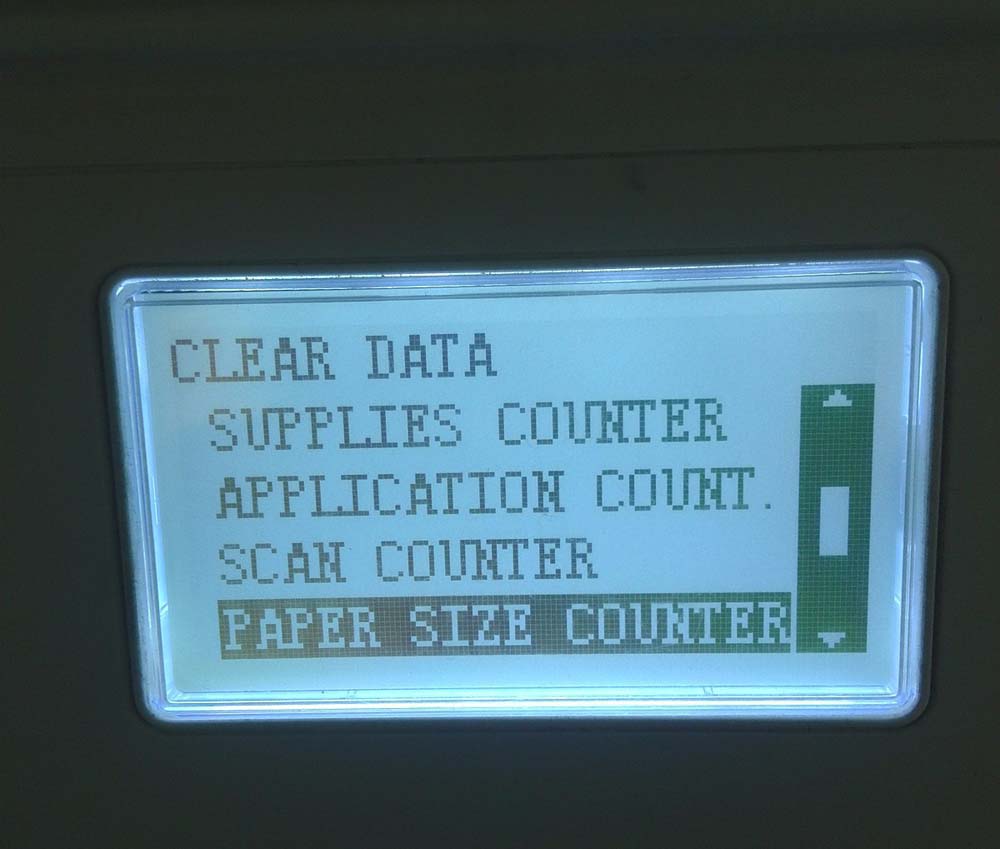 CLEAR DATA
SUPPLIES COUNTER
APPLICATION COUNT.
SCAN COUNTER
PAPER SIZE COUNTER